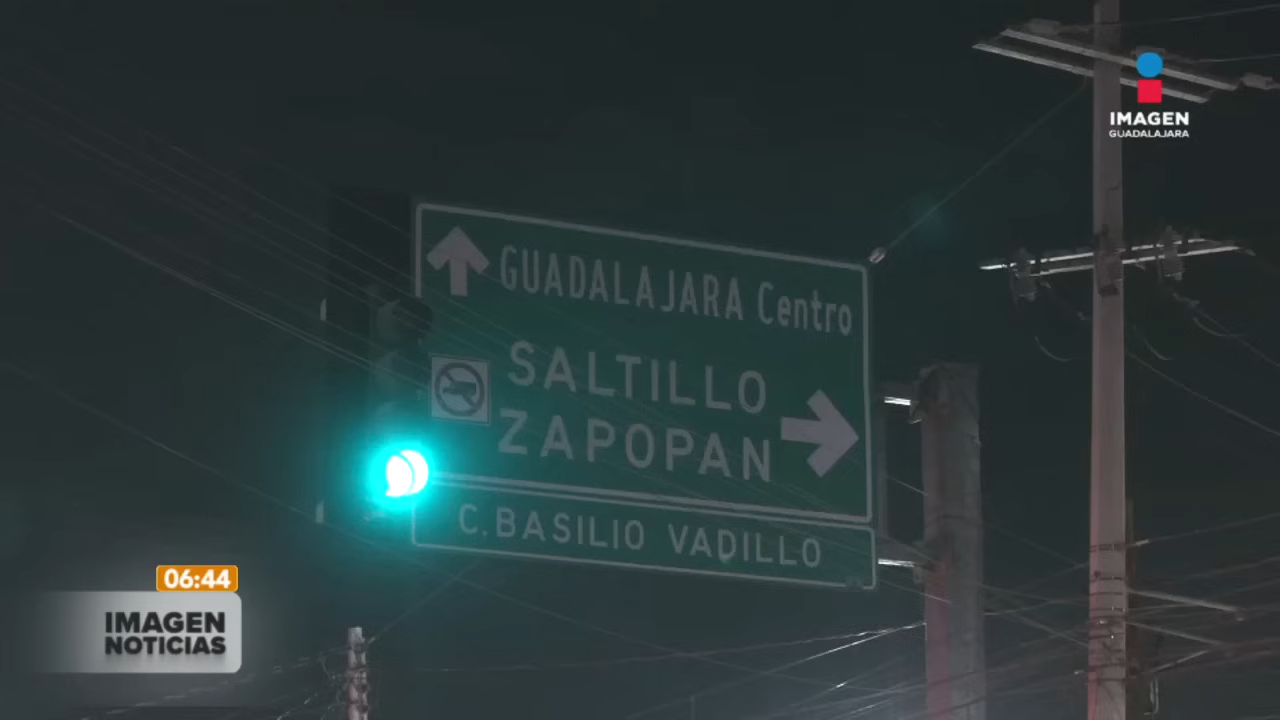 IMAGEN
GUADALAJARA
GUADALAJARA Centro
SALTILLO
ZAPOPAN
C. BASILIO VADILLO
06:44
IMAGEN
NOTICIAS